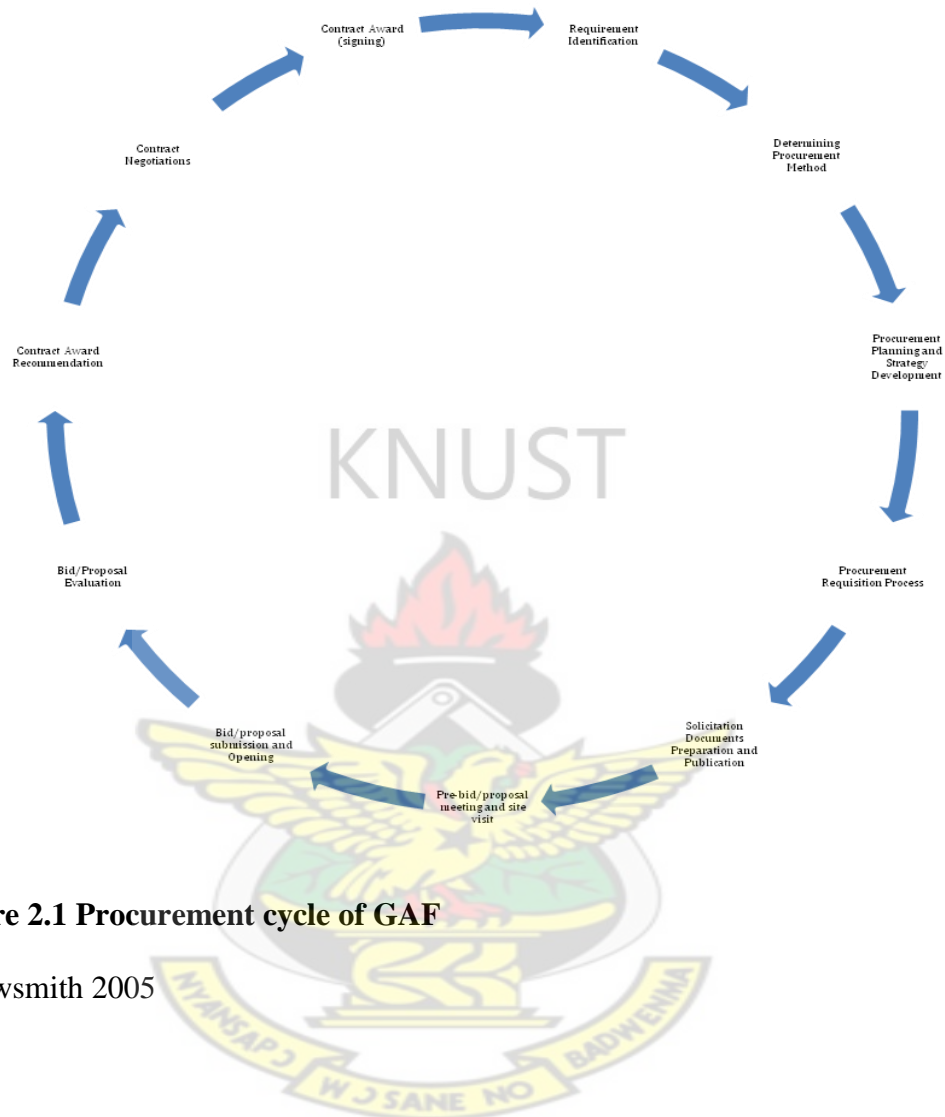 Contract Award
(signing)
Requirement
Identification
Determining
Procurement
Method
Procurement
Planning and
Strategy
Development
Procurement
Requisition Process
Solicitation
Documents
Preparation and
Publication
Pre-bid/proposal
meeting and site
visit
Bid/proposal
submission and
Opening
Bid/Proposal
Evaluation
Contract Award
Recommendation
Contract
Negotiations
KNUST
re 2.1 Procurement cycle of GAF
wsmith 2005
NYANSAPƆ
WƆ SANE NO
BADWENMA